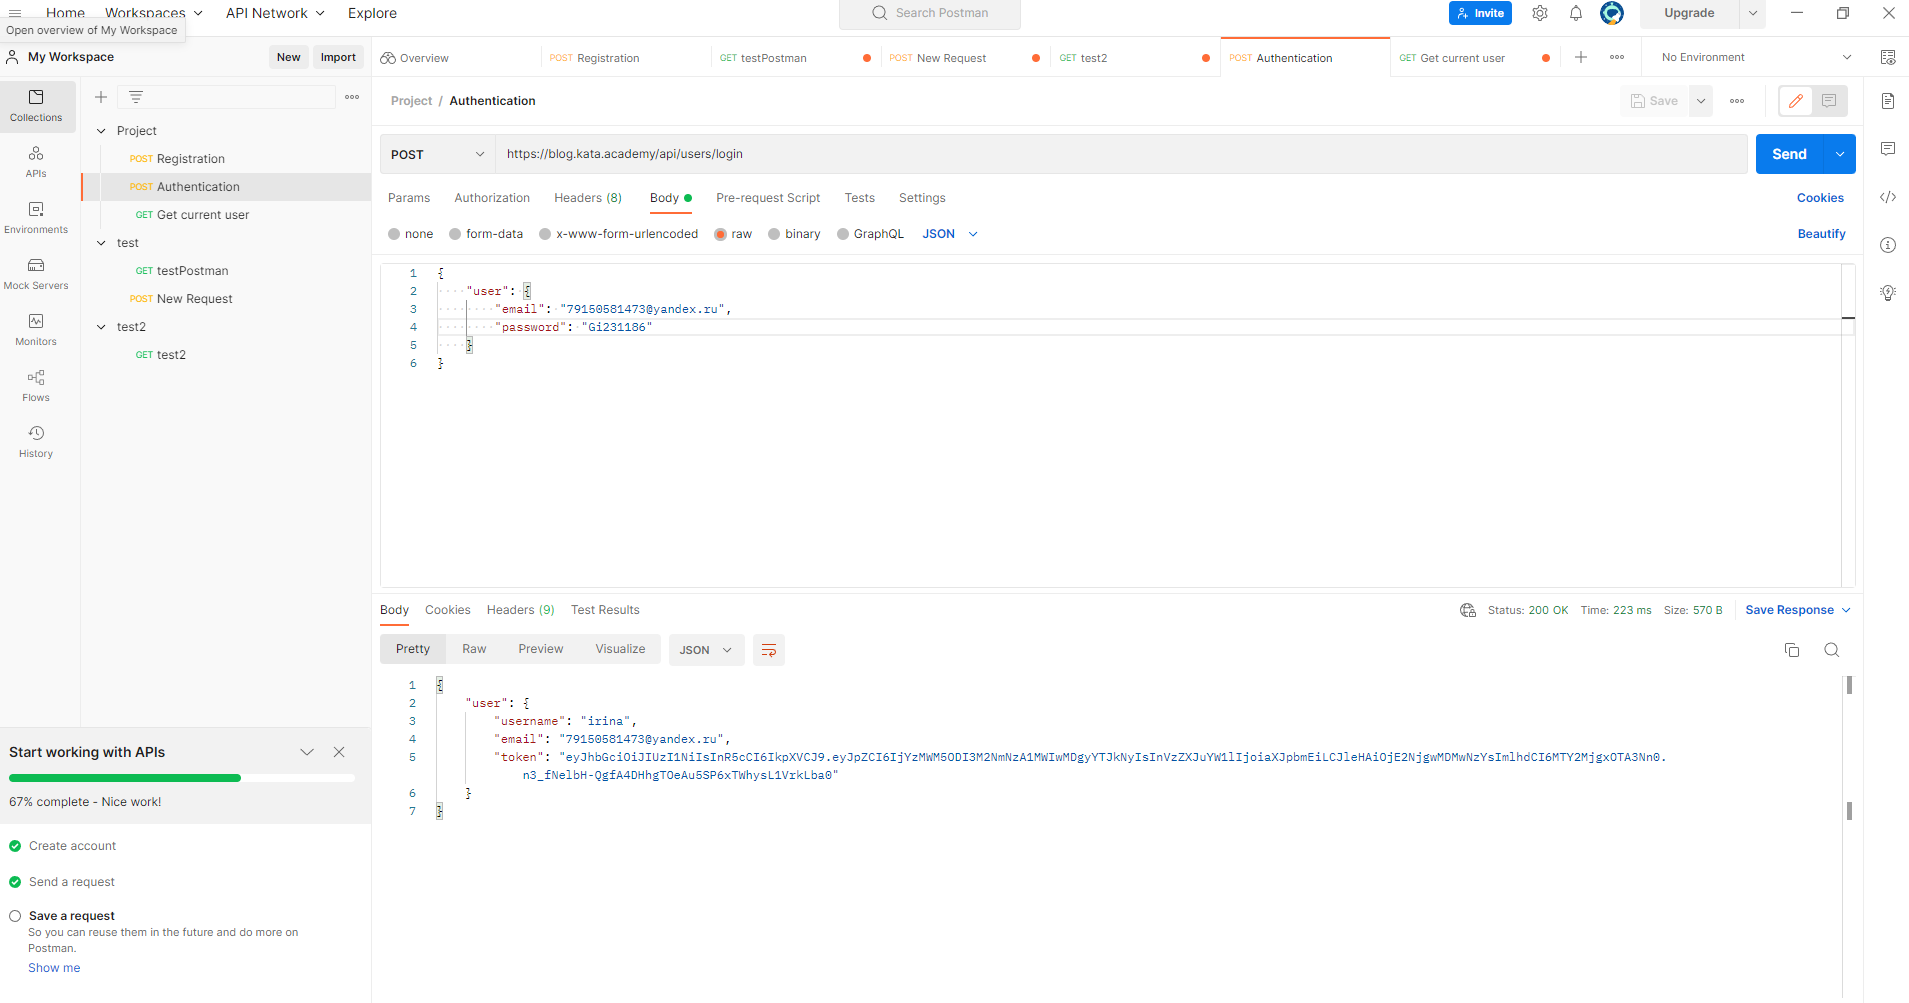 Home Workspaces API Network Explore Search Postman Invite Upgrade
Open overview of My Workspace
My Workspace New Import
Overview POST Registration GET testPostman POST New Request GET test2 POST Authentication GET Get current user No Environment
Collections
APIs
Environments
Mock Servers
Monitors
Flows
History
Project
POST Registration
POST Authentication
GET Get current user
test
GET testPostman
POST New Request
test2
GET test2
Project / Authentication Save
POST https://blog.kata.academy/api/users/login Send
Params Authorization Headers (8) Body Pre-request Script Tests Settings Cookies
none form-data x-www-form-urlencoded raw binary GraphQL JSON Beautify
1 {
2 "user": {
3 "email": "79150581473@yandex.ru",
4 "password": "Gi231186"
5 }
6 }
Body Cookies Headers (9) Test Results Status: 200 OK Time: 223 ms Size: 570 B Save Response
Pretty Raw Preview Visualize JSON
1 {
2 "user": {
3 "username": "irina",
4 "email": "79150581473@yandex.ru",
5 "token": "eyJhbGciOiJIUzI1NiIsInR5cCI6IkpXVCJ9.eyJpZCI6IjYzMWM5ODI3M2NmNzA1MWIwMDgyYTJkNyIsInVzZXJuYW1lIjoiaXJpbmEiLCJleHAiOjE2NjgwMDMwNzYsImlhdCI6MTY2MjgxOTA3Nn0.
n3_fNelbH-QgfA4DHhgTOeAu5SP6xTWhysL1VrkLba0"
6 }
7 }
Start working with APIs
67% complete - Nice work!
Create account
Send a request
Save a request
So you can reuse them in the future and do more on
Postman.
Show me